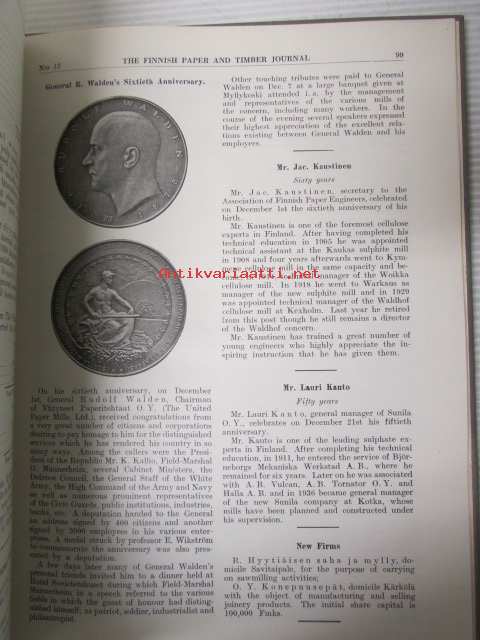 No 12
THE FINNISH PAPER AND TIMBER JOURNAL
99
General R. Walden's Sixtieth Anniversary.
WALDEN
On his sixtieth anniversary, on December
1st, General Rudolf Walden, Chairman
of Yhtyneet Paperitehtaat O. Y. (The United
Paper Mills, Ltd.), received congratulations from
a very great number of citizens and corporations
desiring to pay homage to him for the distinguished
services which he has rendered his country in so
many ways. Among the callers were the Presi-
dent of the Republic Mr. K. Kallio, Field-Marshal
G. Mannerheim, several Cabinet Ministers, the
Defence Council, the General Staff of the White
Army, the High Command of the Army and Navy
as well as numerous prominent representatives
of the Civic Guards, public institutions, industries,
banks, etc. A deputation handed to the General
an address signed by 400 citizens and another
signed by 3000 employees in his various enter-
prises. A medal struck by professor E. Wikström
to commemorate the anniversary was also pres-
ented by a deputation.
A few days later many of General Walden's
personal friends invited him to a dinner held at
Hotel Societetshuset during which Field-Marshal
Mannerheim in a speech referred to the various
fields in which the guest of honour had disting-
uished himself, as patriot, soldier, industrialist and
philantropist.
Other touching tributes were paid to General
Walden on Dec. 7 at a large banquet given at
Myllykoski attended i. a. by the management
and representatives of the various mills of
the concern, including many workers. In the
course of the evening several speakers expressed
their highest appreciation of the excellent rela-
tions existing between General Walden and his
employers.
Mr. Jac. Kaustinen
Sixty years
Mr. Jac. Kaustinen, secretary to the
Association of Finnish Paper Engineers, celebrated
on December 1st the sixtieth anniversary of his
birth.
Mr. Kaustinen is one of the foremost cellulose
experts in Finland. After having completed his
technical education in 1905 he was appointed
technical assistant at the Kaukas sulphite mill
in 1908 and four years afterwards went to Kym-
mene cellulose mill in the same capacity and be-
manager of the Woikka
cellulose mill. In 1918 he went to Warkaus as
manager of the new sulphite mill and in 1929
was appointed technical manager of the Waldhof
cellulose mill at Kexholm. Last year he retired
from this post though he still remains a director
of the Waldhof concern.
Mr. Kaustinen has trained a great number of
young engineers who highly appreciate the in-
spiring instruction that he has given them.
Mr. Lauri Kanto
Fifty years
Mr. Lauri Kanto, general manager of Sunila
O. Y., celebrates on December 21st his fiftieth
anniversary.
Mr. Kanto is one of the leading sulphate ex-
perts in Finland. After completing his technical
education, in 1911, he entered the service of Björ-
neborgs Mekaniska Werkstad A. B., where he
remained for six years. Later on he was associated
with A. B. Vulcan, A. B. Tornator O. Y. and
Halla A. B. and in 1936 became general manager
of the new Sunila company at Kotka, whose
mills have been planned and constructed under
his supervision.
New Firms
R. Hyytiäisen saha ja mylly, do-
micile Savitaipale, for the purpose of carrying
on sawmilling activities;
O. Y. Konepuusepät, domicile Kärkölä
with the object of manufacturing and selling
joinery products. The initial share capital is
100,000 Finks.
Antikvariaatti.net